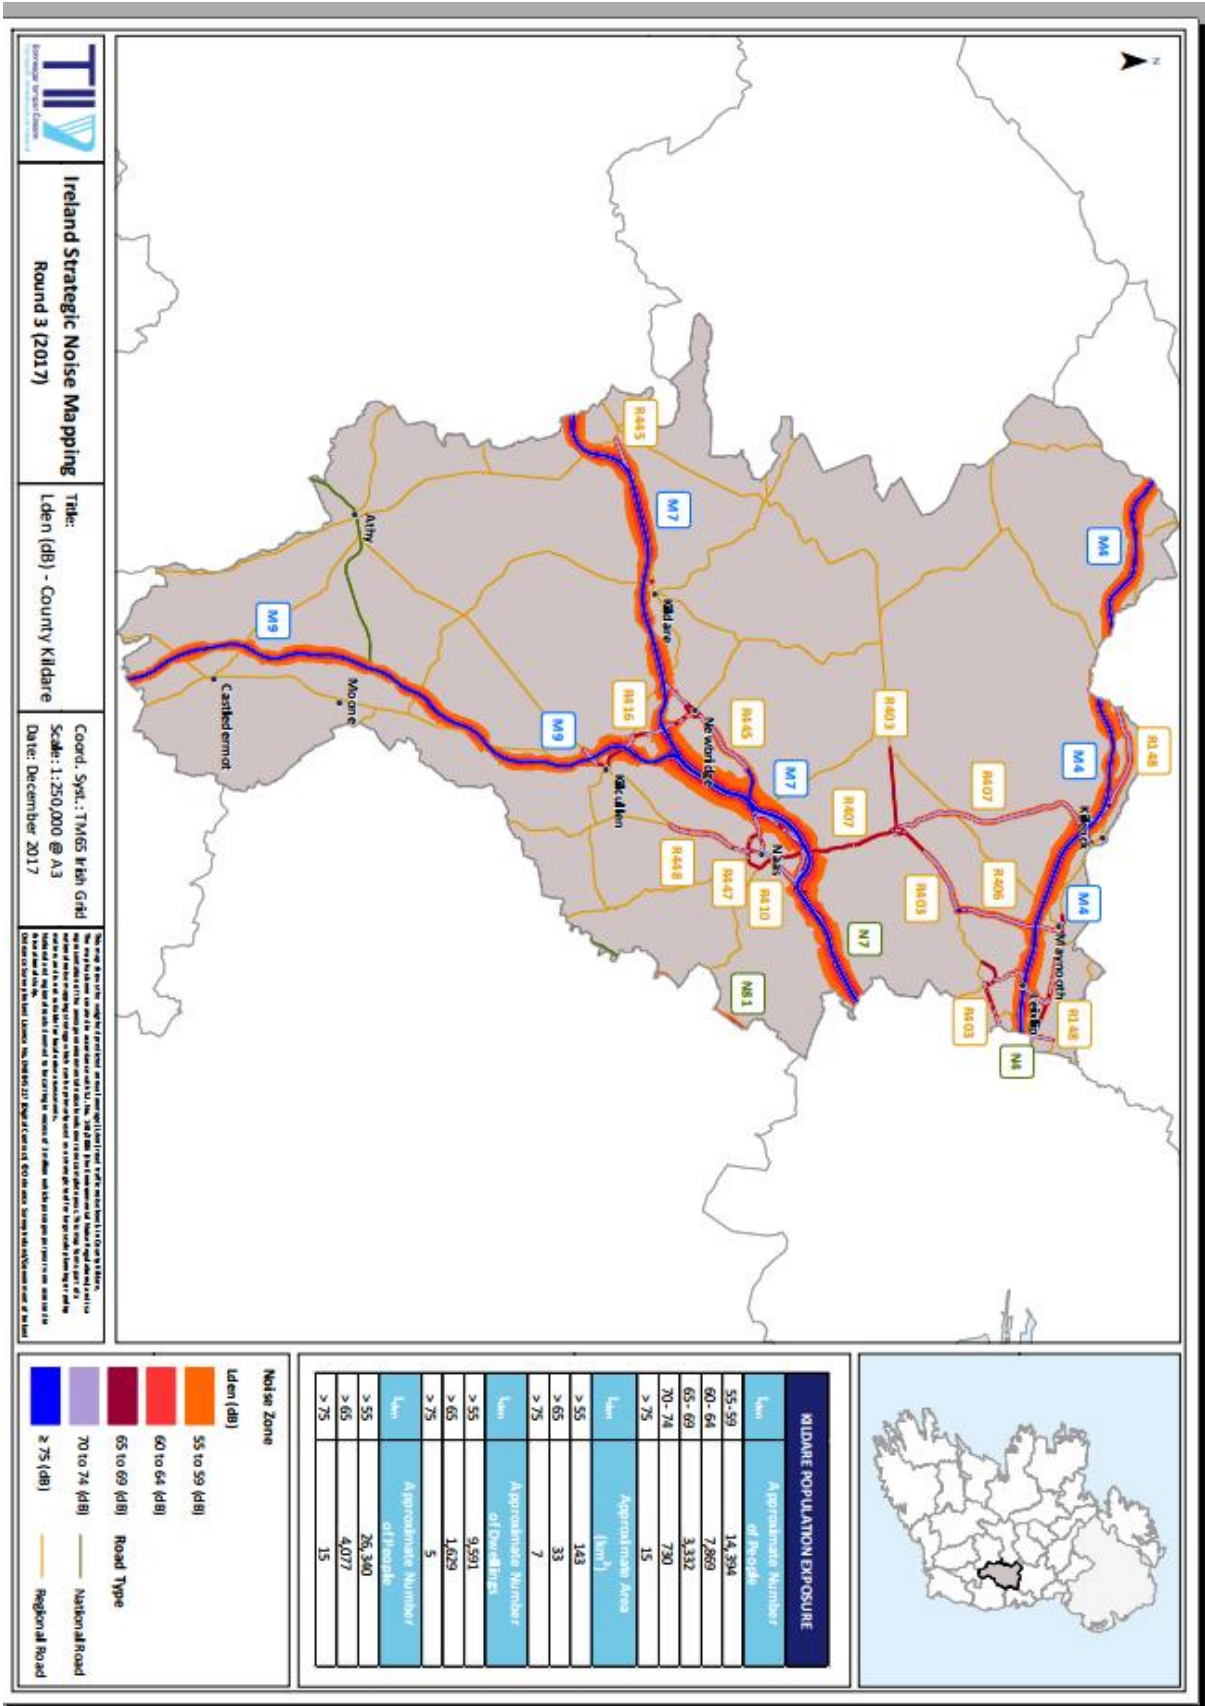 N
R445
M7
M4
R148
M4
R407
R403
R407
R406
R403
M4
Kilcock
Maynooth
Leixlip
R148
R403
N4
Kildare
Newbridge
R445
M7
R416
M9
Kilcullen
Naas
R448
R447
R410
N7
N81
Athy
M9
Moone
Castledermot
KILDARE POPULATION EXPOSURE
Lden Approximate Number of People
55-59 14,394
60-64 7,869
65-69 3,332
70-74 730
> 75 15
Lden Approximate Area (km²)
> 55 143
> 65 33
> 75 7
Lden Approximate Number of Dwellings
> 55 9,591
> 65 1,629
> 75 5
Lden Approximate Number of People
> 55 26,340
> 65 4,077
> 75 15
Noise Zone
Lden (dB)
55 to 59 (dB)
60 to 64 (dB)
65 to 69 (dB)
70 to 74 (dB)
≥ 75 (dB)
Road Type
National Road
Regional Road
TII
Ireland Strategic Noise Mapping
Round 3 (2017)
Title:
Lden (dB) - County Kildare
Coord. Syst.: TM65 Irish Grid
Scale: 1:250,000 @ A3
Date: December 2017